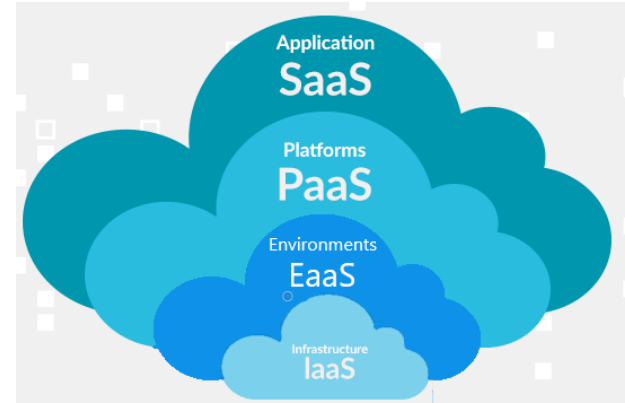 Application
SaaS
Platforms
PaaS
Environments
EaaS
Infrastructure
IaaS